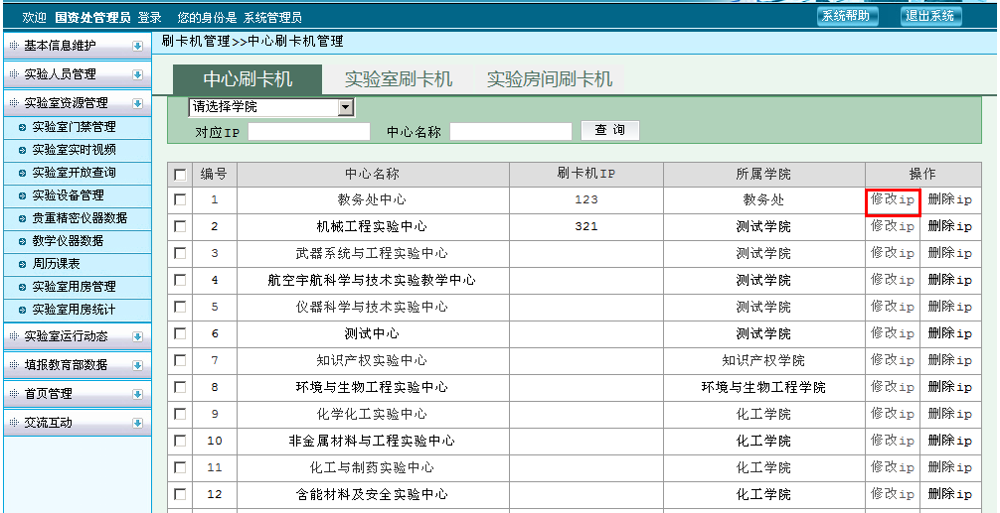 欢迎 国资处管理员 登录 您的身份是 系统管理员 系统帮助 退出系统
基本信息维护
实验人员管理
实验室资源管理
实验室门禁管理
实验室实时视频
实验室开放查询
实验设备管理
贵重精密仪器数据
教学仪器数据
周历课表
实验室用房管理
实验室用房统计
实验室运行动态
填报教育部数据
首页管理
交流互动
刷卡机管理>>中心刷卡机管理
中心刷卡机 实验室刷卡机 实验房间刷卡机
请选择学院
对应IP 中心名称 查 询
编号 中心名称 刷卡机IP 所属学院 操作
1 教务处中心 123 教务处 修改ip 删除ip
2 机械工程实验中心 321 测试学院 修改ip 删除ip
3 武器系统与工程实验中心 测试学院 修改ip 删除ip
4 航空宇航科学与技术实验教学中心 测试学院 修改ip 删除ip
5 仪器科学与技术实验中心 测试学院 修改ip 删除ip
6 测试中心 测试学院 修改ip 删除ip
7 知识产权实验中心 知识产权学院 修改ip 删除ip
8 环境与生物工程实验中心 环境与生物工程学院 修改ip 删除ip
9 化学化工实验中心 化工学院 修改ip 删除ip
10 非金属材料与工程实验中心 化工学院 修改ip 删除ip
11 化工与制药实验中心 化工学院 修改ip 删除ip
12 含能材料及安全实验中心 化工学院 修改ip 删除ip